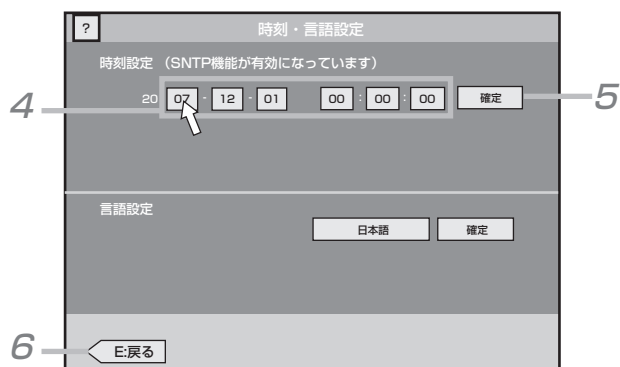 ? 時刻・言語設定
時刻設定 （SNTP機能が有効になっています）
4 20 07 - 12 - 01 00 : 00 : 00 確定 5
言語設定
日本語 確定
6 E:戻る